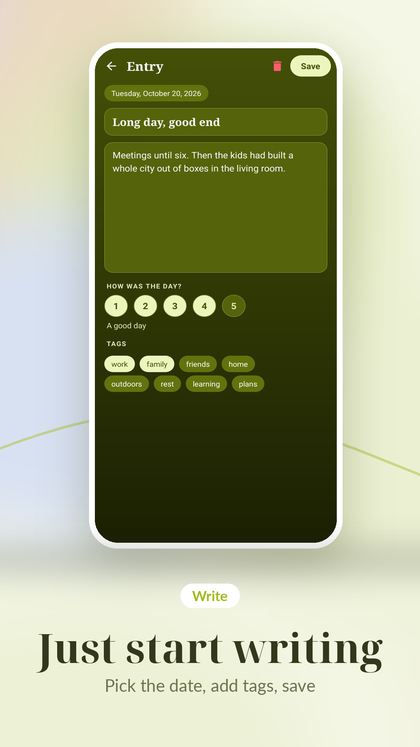 Entry
Save
Tuesday, October 20, 2026
Long day, good end
Meetings until six. Then the kids had built a
whole city out of boxes in the living room.
HOW WAS THE DAY?
1 2 3 4 5
A good day
TAGS
work family friends home
outdoors rest learning plans
Write
Just start writing
Pick the date, add tags, save